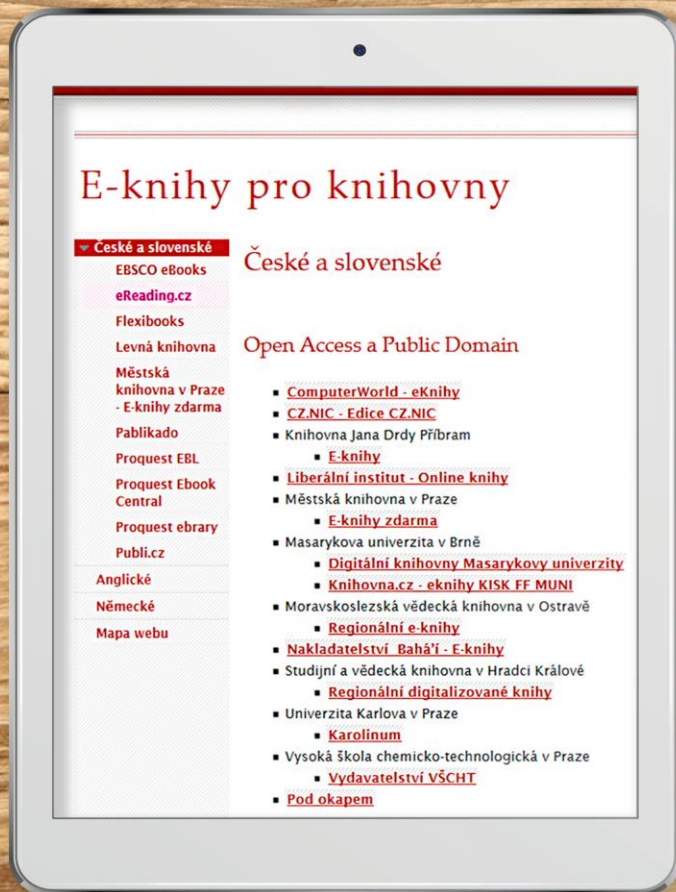 E-knihy pro knihovny
České a slovenské
EBSCO eBooks
eReading.cz
Flexibooks
Levná knihovna
Městská
knihovna v Praze
- E-knihy zdarma
Pablikado
Proquest EBL
Proquest Ebook
Central
Proquest ebrary
Publi.cz
Anglické
Německé
Mapa webu
České a slovenské
Open Access a Public Domain
ComputerWorld - eKnihy
CZ.NIC - Edice CZ.NIC
Knihovna Jana Drdy Příbram
E-knihy
Liberální institut - Online knihy
Městská knihovna v Praze
E-knihy zdarma
Masarykova univerzita v Brně
Digitální knihovny Masarykovy univerzity
Knihovna.cz - eknihy KISK FF MUNI
Moravskoslezská vědecká knihovna v Ostravě
Regionální e-knihy
Nakladatelství Bahá'í - E-knihy
Studijní a vědecká knihovna v Hradci Králové
Regionální digitalizované knihy
Univerzita Karlova v Praze
Karolinum
Vysoká škola chemicko-technologická v Praze
Vydavatelství VŠCHT
Pod okapem